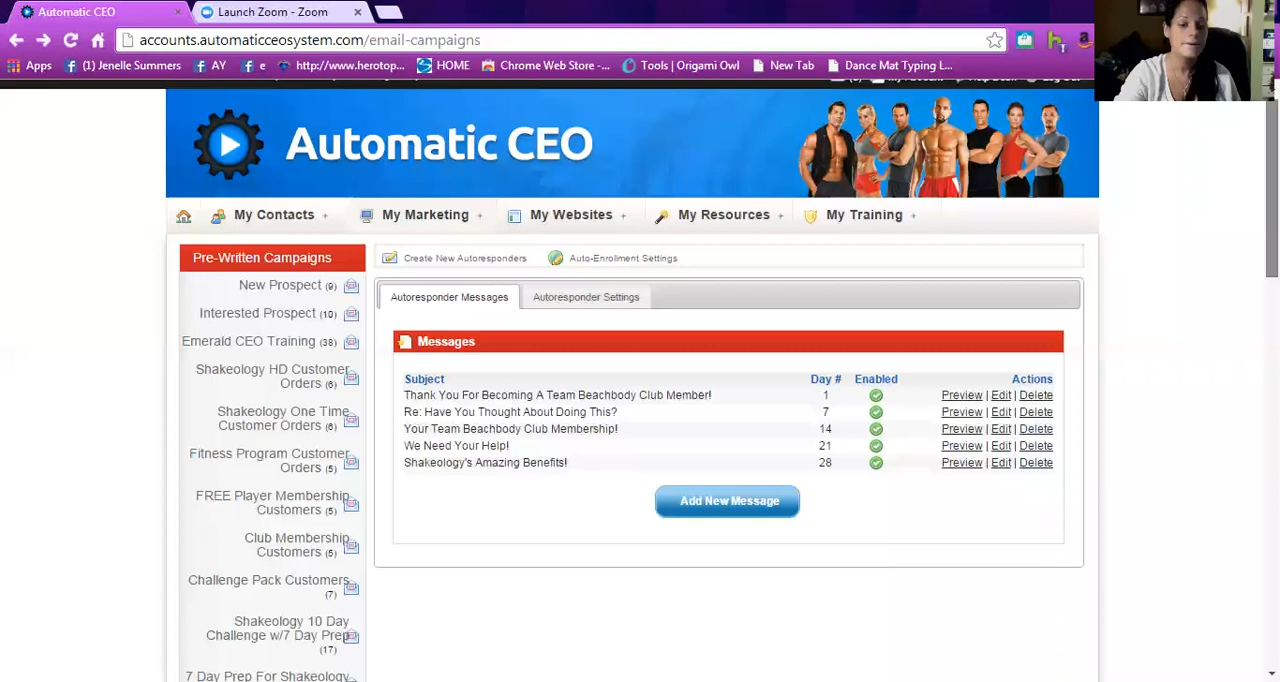 Automatic CEO
Launch Zoom - Zoom
accounts.automaticceosystem.com/email-campaigns
Apps (1) Jenelle Summers AY e http://www.herotop... HOME Chrome Web Store -... Tools | Origami Owl New Tab Dance Mat Typing L...
Automatic CEO
My Contacts + My Marketing + My Websites + My Resources + My Training +
Pre-Written Campaigns
New Prospect (9)
Interested Prospect (10)
Emerald CEO Training (38)
Shakeology HD Customer
Orders (6)
Shakeology One Time
Customer Orders (6)
Fitness Program Customer
Orders (5)
FREE Player Membership
Customers (5)
Club Membership
Customers (5)
Challenge Pack Customers
(7)
Shakeology 10 Day
Challenge w/7 Day Prep
(17)
7 Day Prep For Shakeology
Create New Autoresponders Auto-Enrollment Settings
Autoresponder Messages Autoresponder Settings
Messages
Subject Day # Enabled Actions
Thank You For Becoming A Team Beachbody Club Member! 1 Preview | Edit | Delete
Re: Have You Thought About Doing This? 7 Preview | Edit | Delete
Your Team Beachbody Club Membership! 14 Preview | Edit | Delete
We Need Your Help! 21 Preview | Edit | Delete
Shakeology's Amazing Benefits! 28 Preview | Edit | Delete
Add New Message